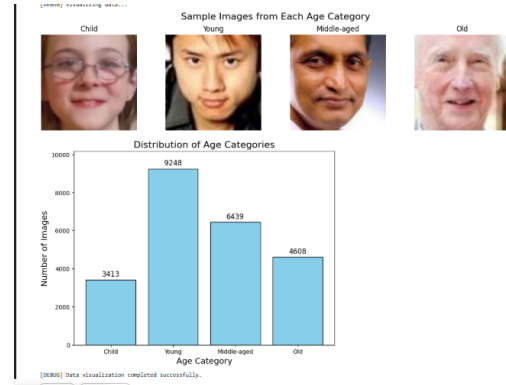 [DEBUG] Visualizing data...
Sample Images from Each Age Category
Child Young Middle-aged Old
Distribution of Age Categories
10000
8000
6000
4000
2000
0
Number of Images
3413
9248
6439
4608
Child Young Middle-aged Old
Age Category
[DEBUG] Data visualization completed successfully.